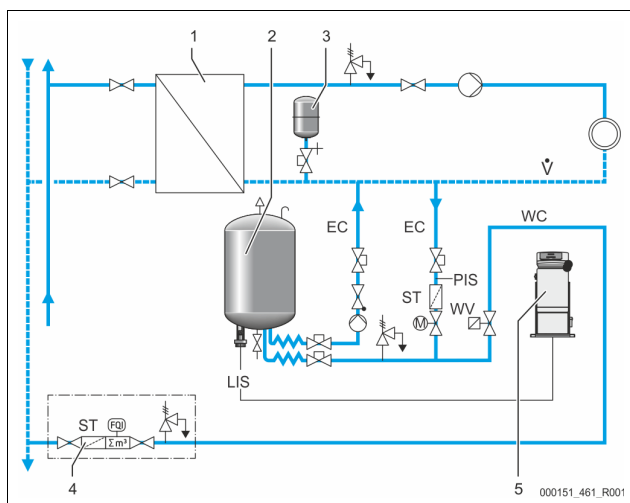 1 2 3
V̇
EC EC WC
PIS
ST WV
M
LIS
ST FQI
Σ m³
4 5
000151_461_R001